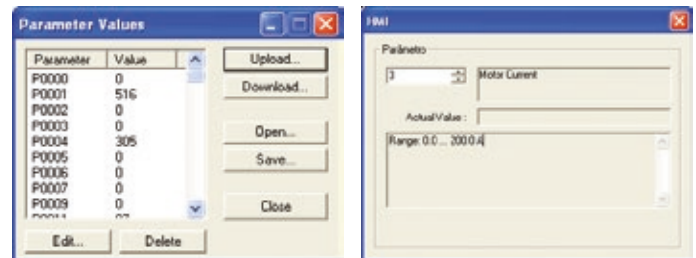 Parameter Values
Parameter Value
P0000 0
P0001 516
P0002 0
P0003 0
P0004 305
P0005 0
P0006 0
P0007 0
P0009 0
Upload...
Download...
Open...
Save...
Close
Edit... Delete
HMI
Parâmetro
3 Motor Current
Actual Value :
Range: 0.0 ... 200.0